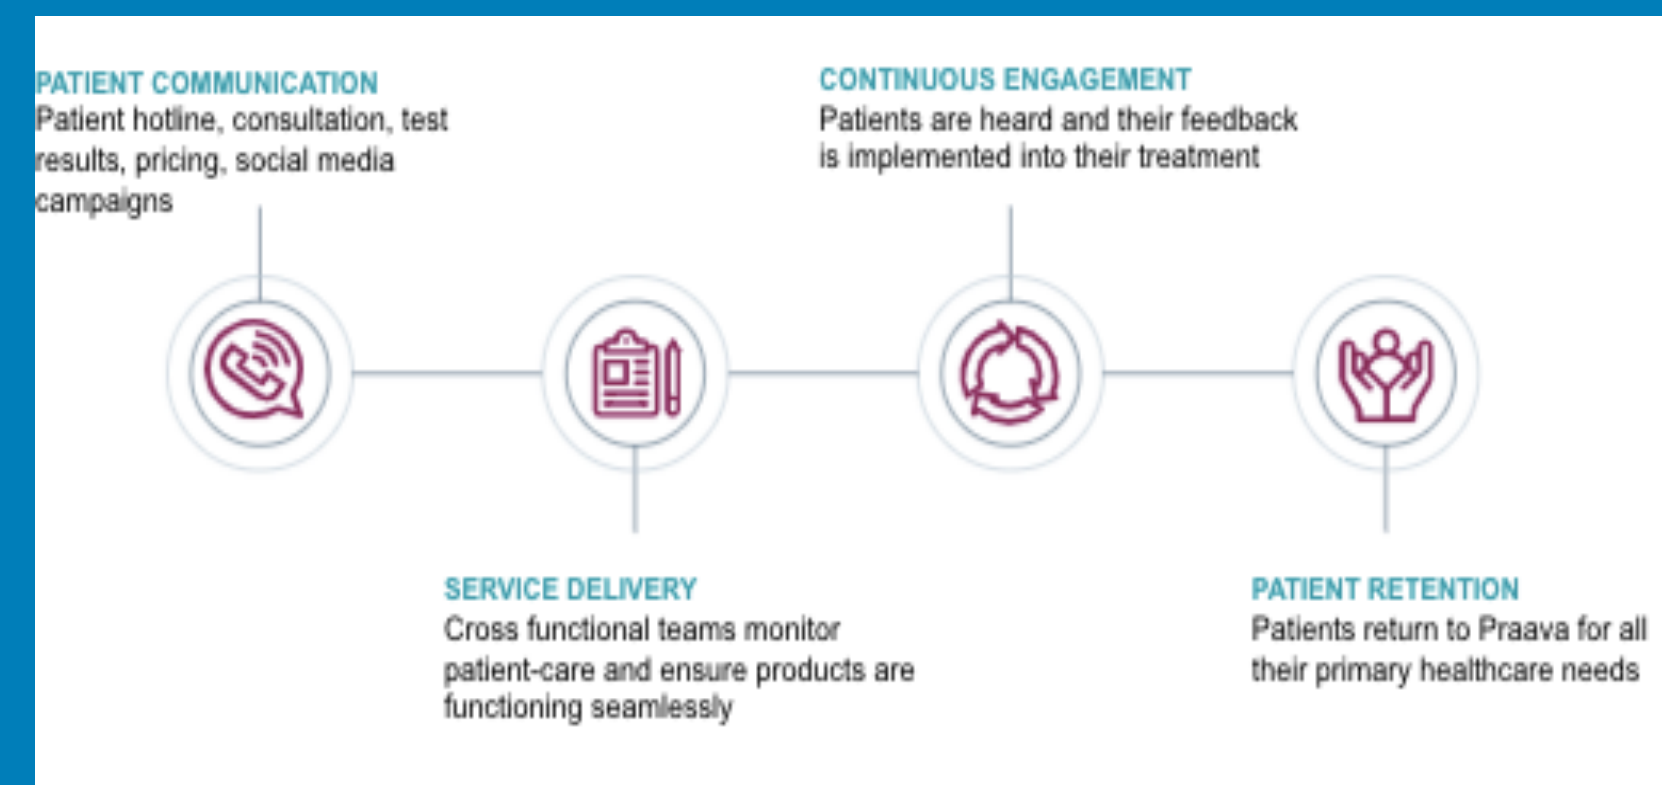 PATIENT COMMUNICATION
Patient hotline, consultation, test
results, pricing, social media
campaigns
CONTINUOUS ENGAGEMENT
Patients are heard and their feedback
is implemented into their treatment
SERVICE DELIVERY
Cross functional teams monitor
patient-care and ensure products are
functioning seamlessly
PATIENT RETENTION
Patients return to Praava for all
their primary healthcare needs